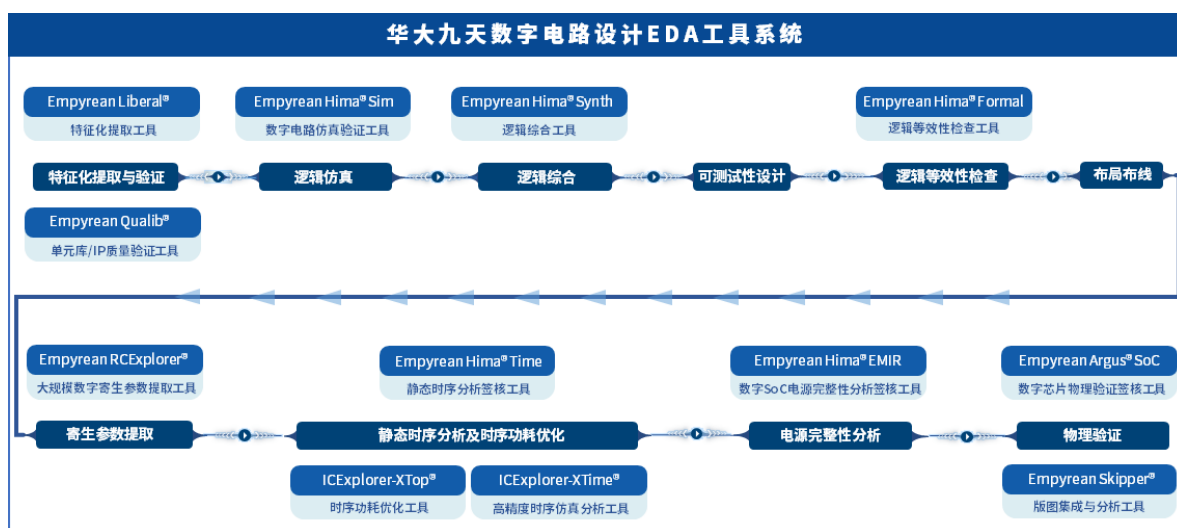 华大九天数字电路设计EDA工具系统
Empyrean Liberal®
特征化提取工具
Empyrean Hima®Sim
数字电路仿真验证工具
Empyrean Hima®Synth
逻辑综合工具
Empyrean Hima®Formal
逻辑等效性检查工具
特征化提取与验证
逻辑仿真
逻辑综合
可测试性设计
逻辑等效性检查
布局布线
Empyrean Qualib®
单元库/IP质量验证工具
Empyrean RCExplorer®
大规模数字寄生参数提取工具
Empyrean Hima®Time
静态时序分析签核工具
Empyrean Hima®EMIR
数字SoC电源完整性分析签核工具
Empyrean Argus®SoC
数字芯片物理验证签核工具
寄生参数提取
静态时序分析及时序功耗优化
电源完整性分析
物理验证
ICExplorer-XTop®
时序功耗优化工具
ICExplorer-XTime®
高精度时序仿真分析工具
Empyrean Skipper®
版图集成与分析工具